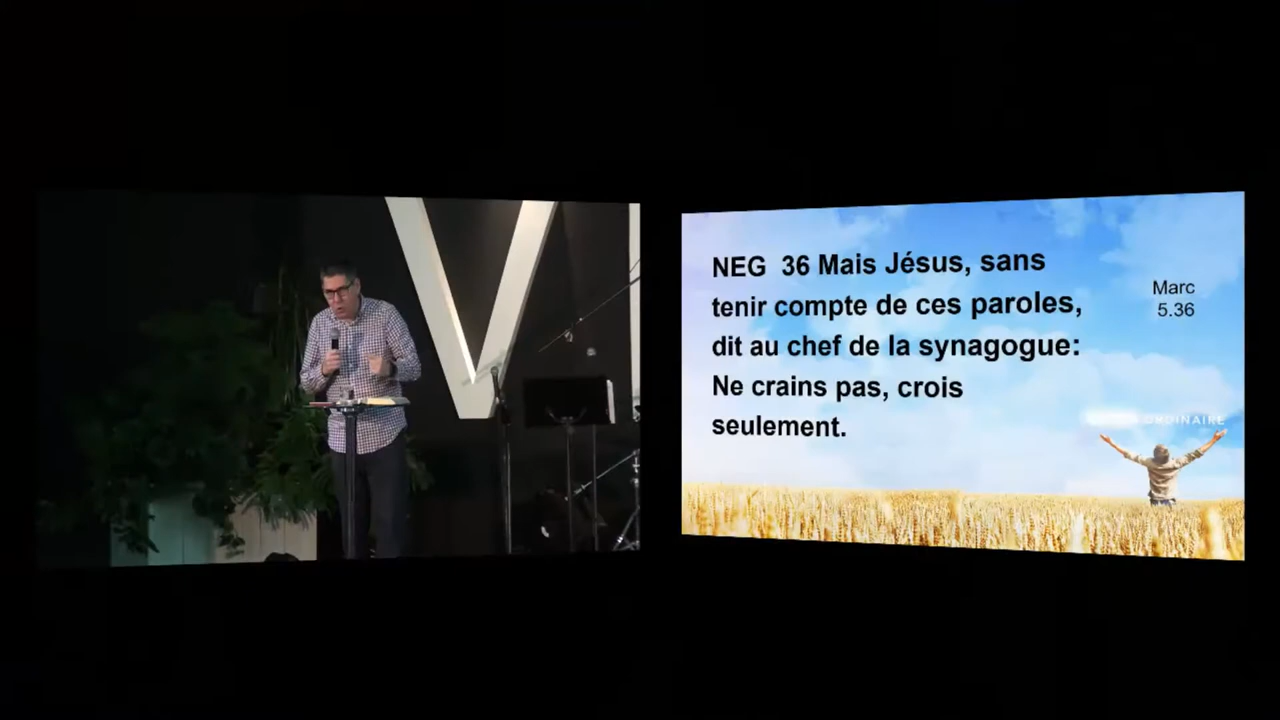 NEG  36 Mais Jésus, sans
tenir compte de ces paroles,
dit au chef de la synagogue:
Ne crains pas, crois
seulement.
Marc
5.36
ORDINAIRE
V